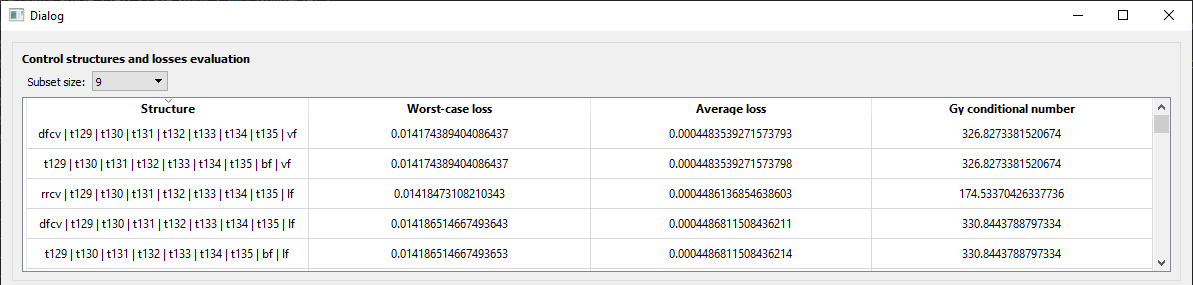 Dialog
Control structures and losses evaluation
Subset size: 9
Structure Worst-case loss Average loss Gy conditional number
dfcv | t129 | t130 | t131 | t132 | t133 | t134 | t135 | vf 0.014174389404086437 0.0004483539271573793 326.8273381520674
t129 | t130 | t131 | t132 | t133 | t134 | t135 | bf | vf 0.014174389404086437 0.0004483539271573798 326.8273381520674
rrcv | t129 | t130 | t131 | t132 | t133 | t134 | t135 | lf 0.01418473108210343 0.0004486136854638603 174.53370426337736
dfcv | t129 | t130 | t131 | t132 | t133 | t134 | t135 | lf 0.014186514667493643 0.0004486811508436211 330.8443788797334
t129 | t130 | t131 | t132 | t133 | t134 | t135 | bf | lf 0.014186514667493653 0.0004486811508436214 330.8443788797334